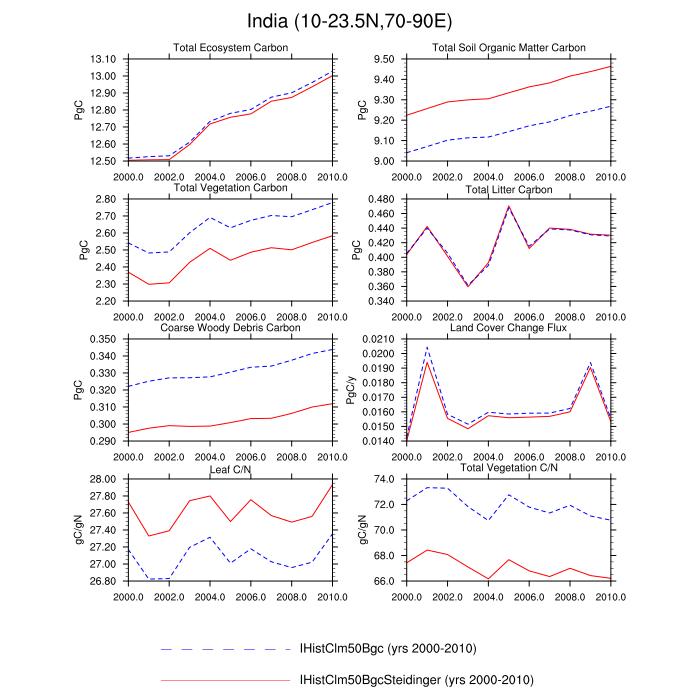 India (10-23.5N,70-90E)
Total Ecosystem Carbon
PgC
13.10
13.00
12.90
12.80
12.70
12.60
12.50
2000.0 2002.0 2004.0 2006.0 2008.0 2010.0
Total Soil Organic Matter Carbon
PgC
9.50
9.40
9.30
9.20
9.10
9.00
2000.0 2002.0 2004.0 2006.0 2008.0 2010.0
Total Vegetation Carbon
PgC
2.80
2.70
2.60
2.50
2.40
2.30
2.20
2000.0 2002.0 2004.0 2006.0 2008.0 2010.0
Total Litter Carbon
PgC
0.480
0.460
0.440
0.420
0.400
0.380
0.360
0.340
2000.0 2002.0 2004.0 2006.0 2008.0 2010.0
Coarse Woody Debris Carbon
PgC
0.350
0.340
0.330
0.320
0.310
0.300
0.290
2000.0 2002.0 2004.0 2006.0 2008.0 2010.0
Land Cover Change Flux
PgC/y
0.0210
0.0200
0.0190
0.0180
0.0170
0.0160
0.0150
0.0140
2000.0 2002.0 2004.0 2006.0 2008.0 2010.0
Leaf C/N
gC/gN
28.00
27.80
27.60
27.40
27.20
27.00
26.80
2000.0 2002.0 2004.0 2006.0 2008.0 2010.0
Total Vegetation C/N
gC/gN
74.0
72.0
70.0
68.0
66.0
2000.0 2002.0 2004.0 2006.0 2008.0 2010.0
IHistClm50Bgc (yrs 2000-2010)
IHistClm50BgcSteidinger (yrs 2000-2010)